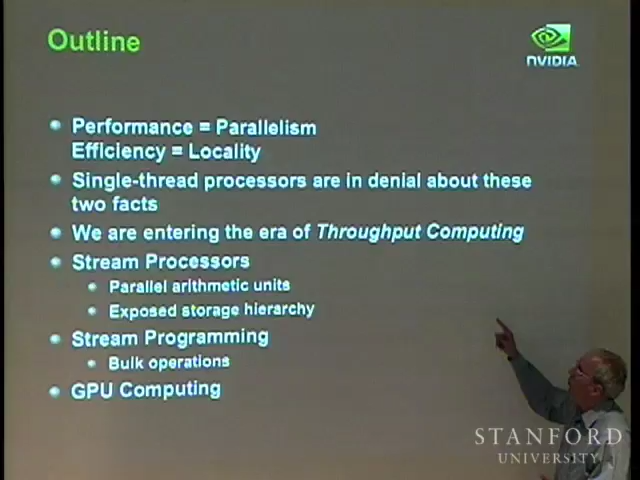 Outline
NVIDIA
Performance = Parallelism
Efficiency = Locality
Single-thread processors are in denial about these
two facts
We are entering the era of Throughput Computing
Stream Processors
Parallel arithmetic units
Exposed storage hierarchy
Stream Programming
Bulk operations
GPU Computing
STANFORD
UNIVERSITY